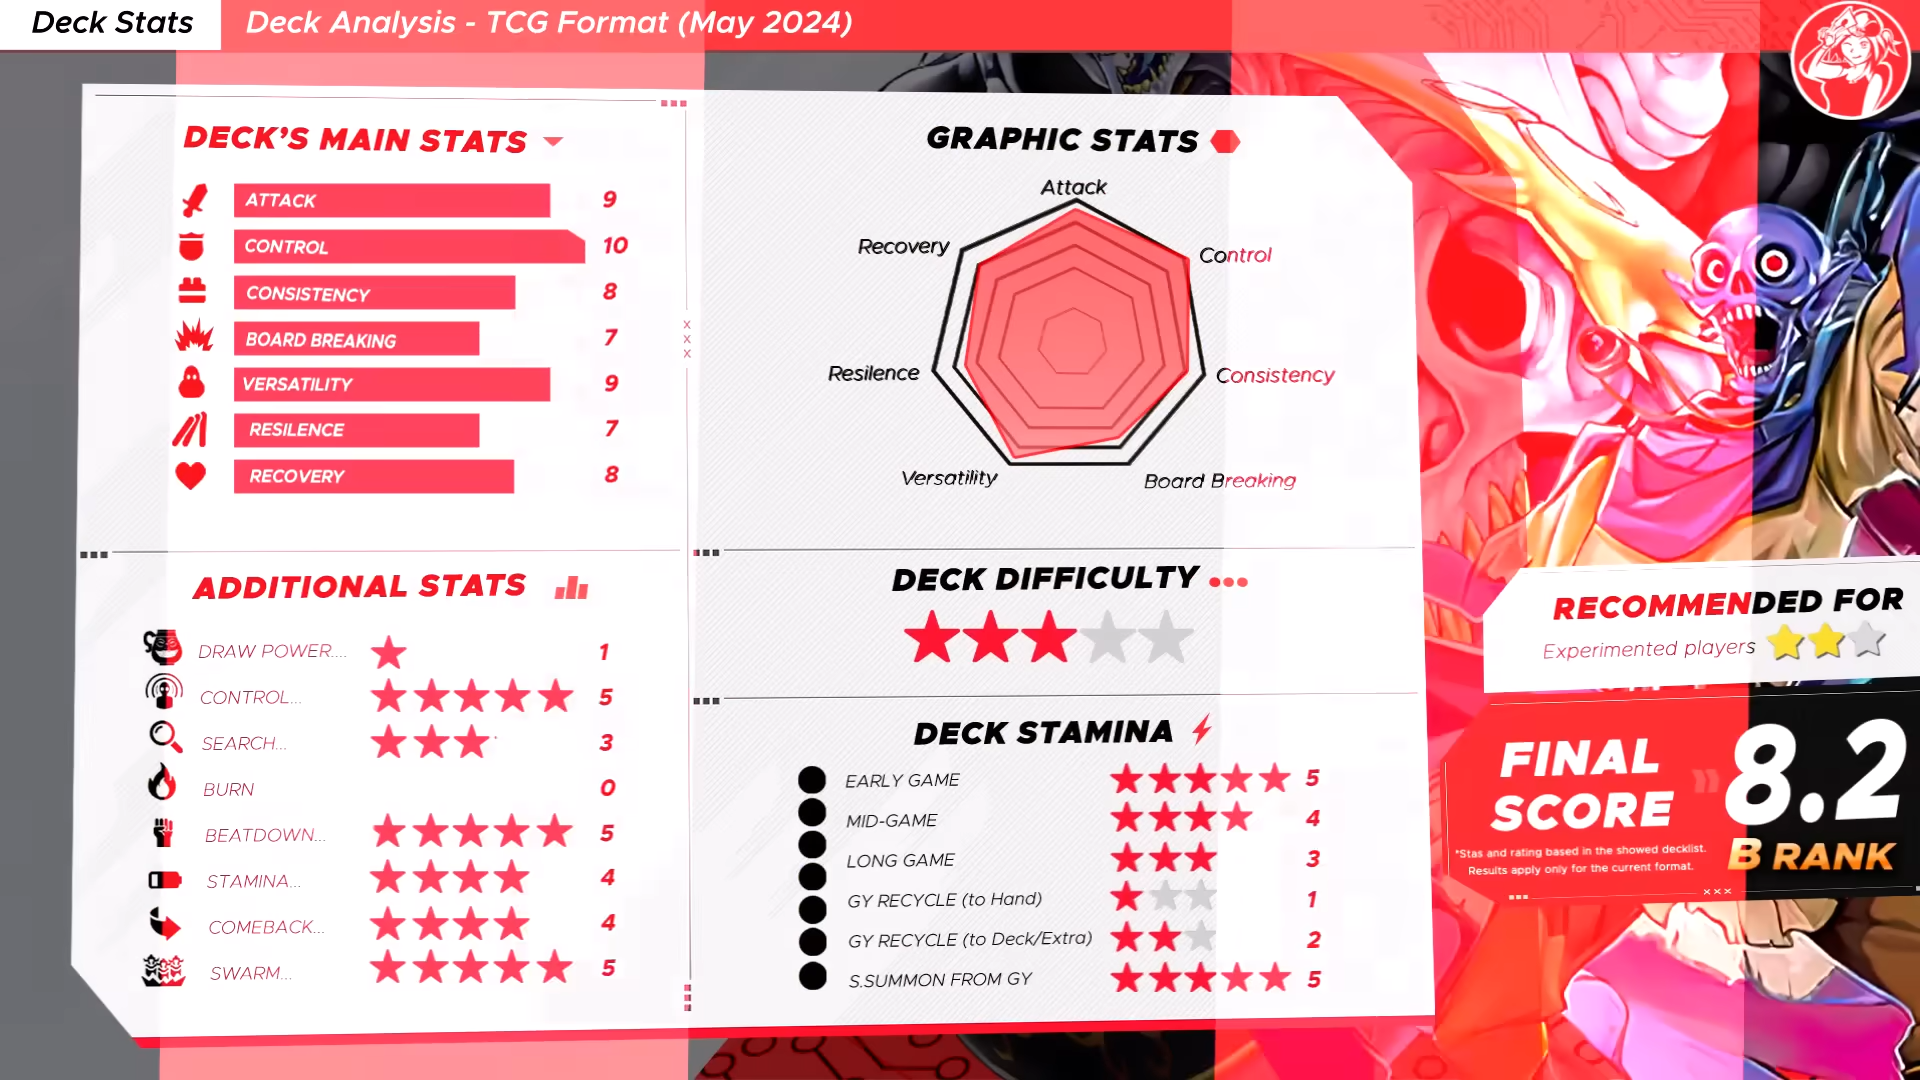 Deck Stats
Deck Analysis - TCG Format (May 2024)
DECK'S MAIN STATS
ATTACK 9
CONTROL 10
CONSISTENCY 8
BOARD BREAKING 7
VERSATILITY 9
RESILENCE 7
RECOVERY 8
x
x
x
GRAPHIC STATS
Attack
Recovery
Control
Resilence
Consistency
Versatility
Board Breaking
ADDITIONAL STATS
DRAW POWER.... 1
CONTROL... 5
SEARCH... 3
BURN 0
BEATDOWN... 5
STAMINA... 4
COMEBACK... 4
SWARM... 5
DECK DIFFICULTY
DECK STAMINA
EARLY GAME 5
MID-GAME 4
LONG GAME 3
GY RECYCLE (to Hand) 1
GY RECYCLE (to Deck/Extra) 2
S.SUMMON FROM GY 5
RECOMMENDED FOR
Experimented players
FINAL
SCORE
8.2
B RANK
*Stas and rating based in the showed decklist.
Results apply only for the current format.
x x x